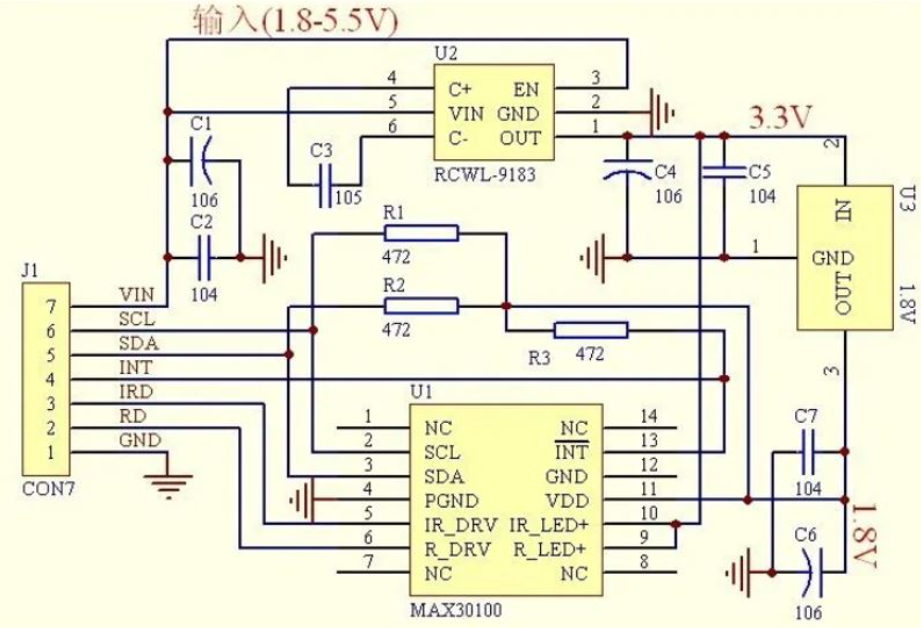 输入(1.8-5.5V)
U2
4 C+ EN 3
5 VIN GND 2
6 C- OUT 1
RCWL-9183
3.3V
C1
106
C2
104
C3
105
C4
106
C5
104
2
IN
U3
1 GND
OUT
1.8V
3
R1
472
R2
472
R3 472
J1
7 VIN
6 SCL
5 SDA
4 INT
3 IRD
2 RD
1 GND
CON7
U1
1 NC NC 14
2 SCL INT 13
3 SDA GND 12
4 PGND VDD 11
5 IR_DRV IR_LED+ 10
6 R_DRV R_LED+ 9
7 NC NC 8
MAX30100
C7
104
C6
106
1.8V